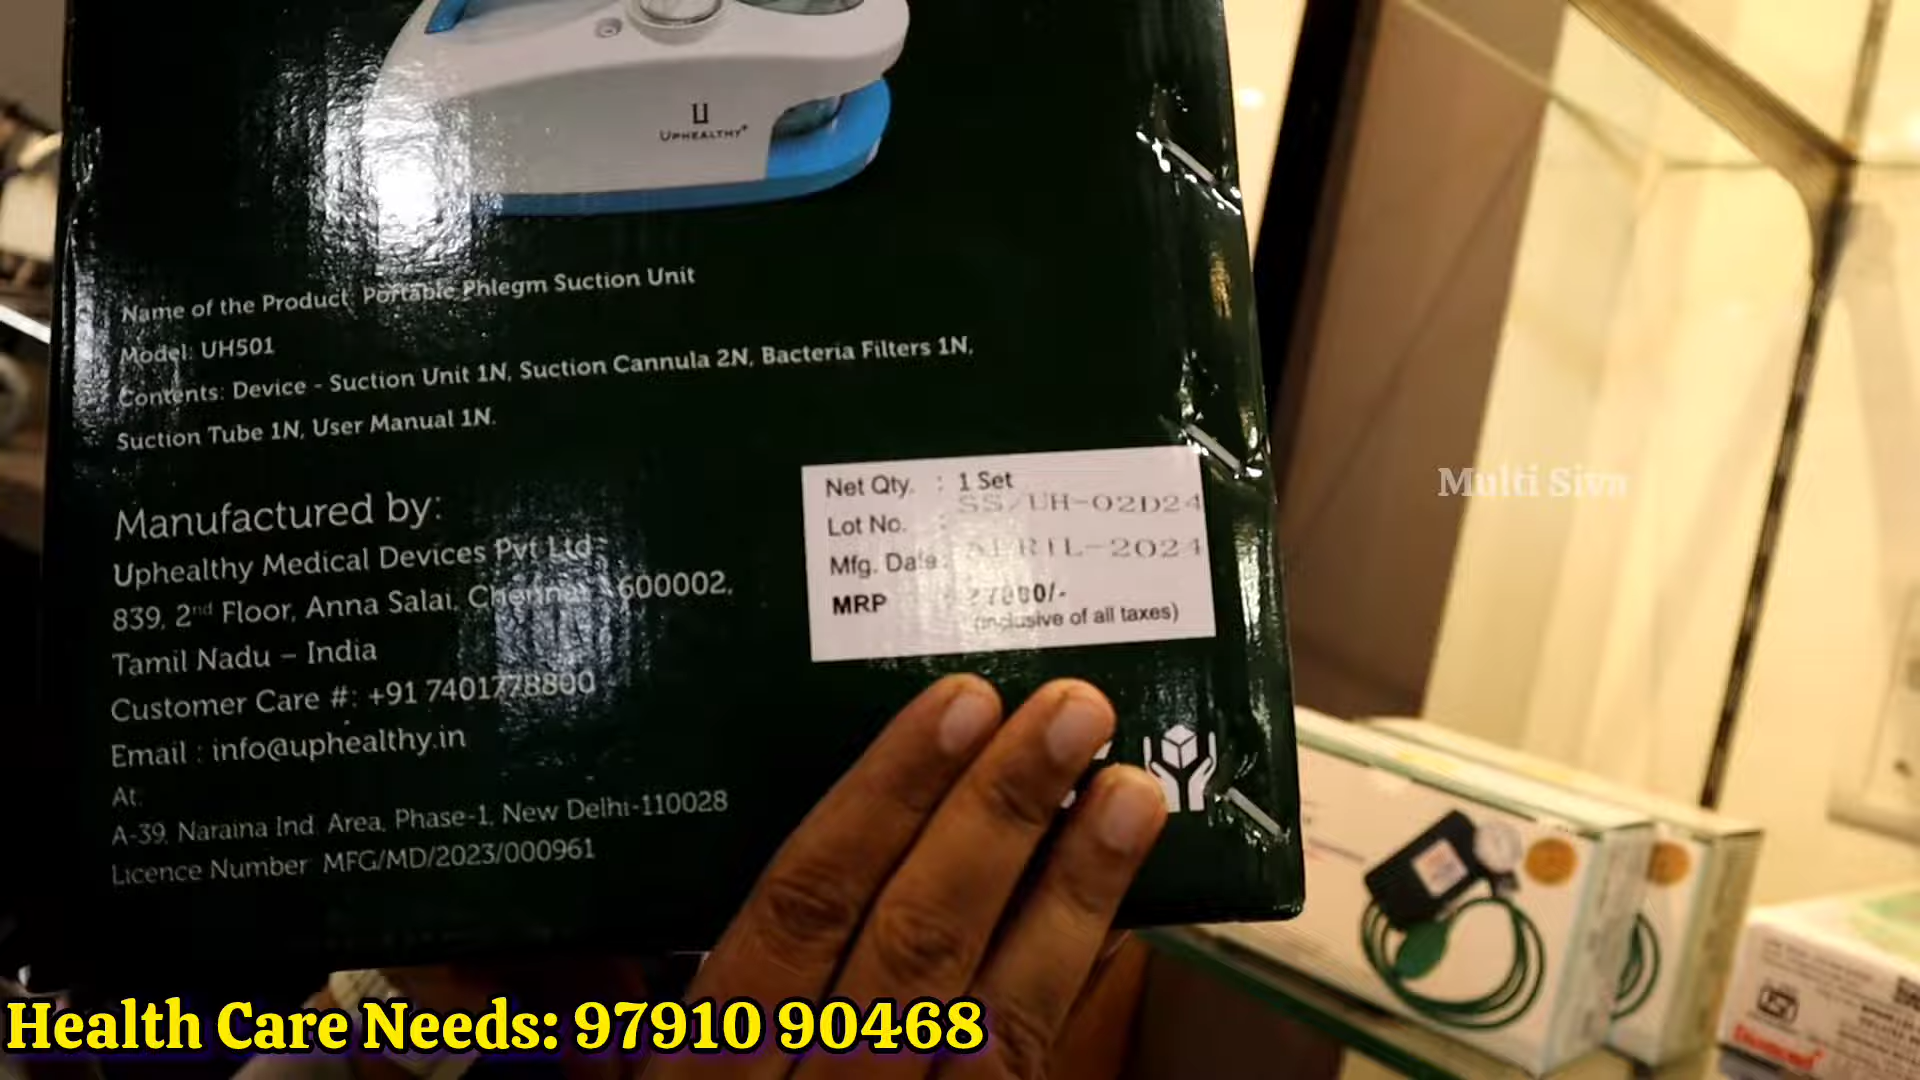 UPHEALTHY+
Name of the Product: Portable Phlegm Suction Unit
Model: UH501
Contents: Device - Suction Unit 1N, Suction Cannula 2N, Bacteria Filters 1N,
Suction Tube 1N, User Manual 1N.
Manufactured by:
Uphealthy Medical Devices Pvt Ltd
839, 2nd Floor, Anna Salai, Chennai - 600002,
Tamil Nadu – India
Customer Care #: +91 7401778800
Email : info@uphealthy.in
At:
A-39, Naraina Ind. Area, Phase-1, New Delhi-110028
Licence Number MFG/MD/2023/000961
Net Qty. : 1 Set
Lot No. : SS/UH-02D24
Mfg. Date : APRIL-2024
MRP
(inclusive of all taxes)
Multi Siva
Diamond
Health Care Needs: 97910 90468